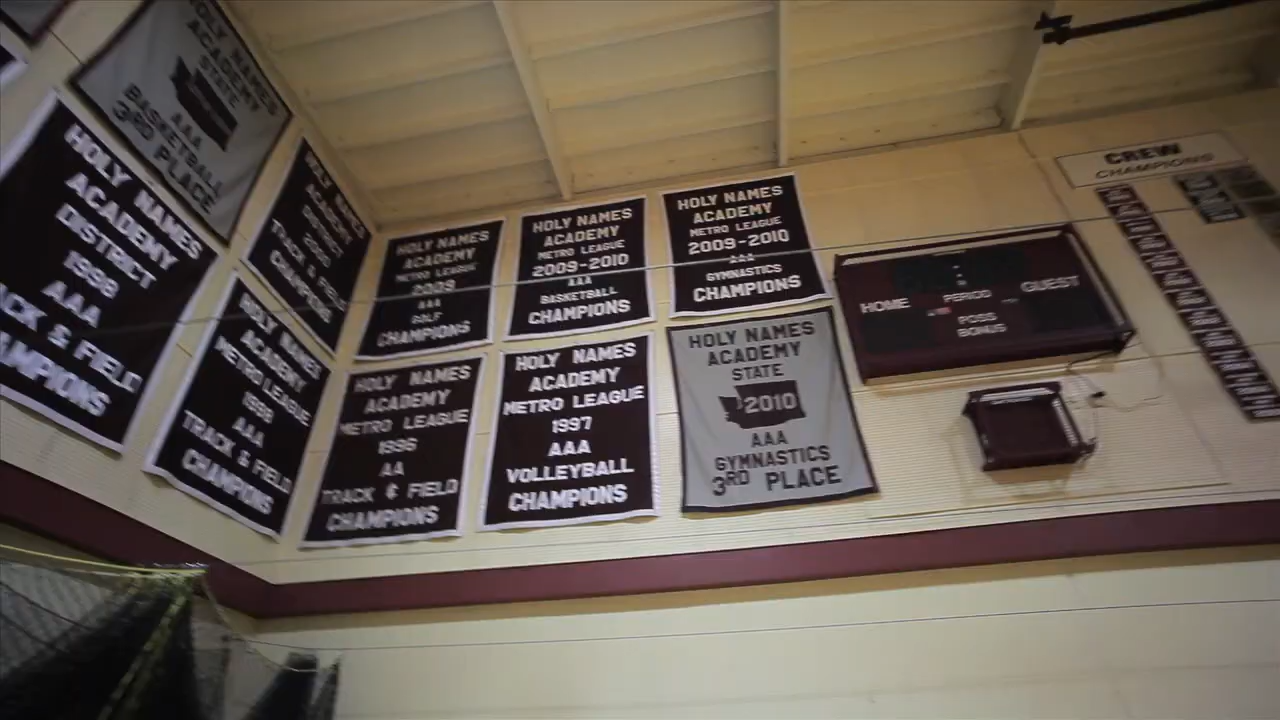 HOLY NAMES
ACADEMY
STATE
AAA
BASKETBALL
3RD PLACE
HOLY NAMES
ACADEMY
DISTRICT
1998
AAA
CK & FIELD
AMPIONS
HOLY NAMES
ACADEMY
METRO LEAGUE
AAA
TRACK & FIELD
CHAMPIONS
TRACK & FIELD
CHAMPIONS
HOLY NAMES
ACADEMY
METRO LEAGUE
2009
AAA
GOLF
CHAMPIONS
HOLY NAMES
ACADEMY
METRO LEAGUE
2009-2010
AAA
BASKETBALL
CHAMPIONS
HOLY NAMES
ACADEMY
METRO LEAGUE
2009-2010
AAA
GYMNASTICS
CHAMPIONS
HOLY NAMES
ACADEMY
METRO LEAGUE
1996
AA
TRACK & FIELD
CHAMPIONS
HOLY NAMES
ACADEMY
METRO LEAGUE
1997
AAA
VOLLEYBALL
CHAMPIONS
HOLY NAMES
ACADEMY
STATE
2010
AAA
GYMNASTICS
3RD PLACE
HOME
PERIOD
GUEST
POSS
BONUS
CREW
CHAMPIONS